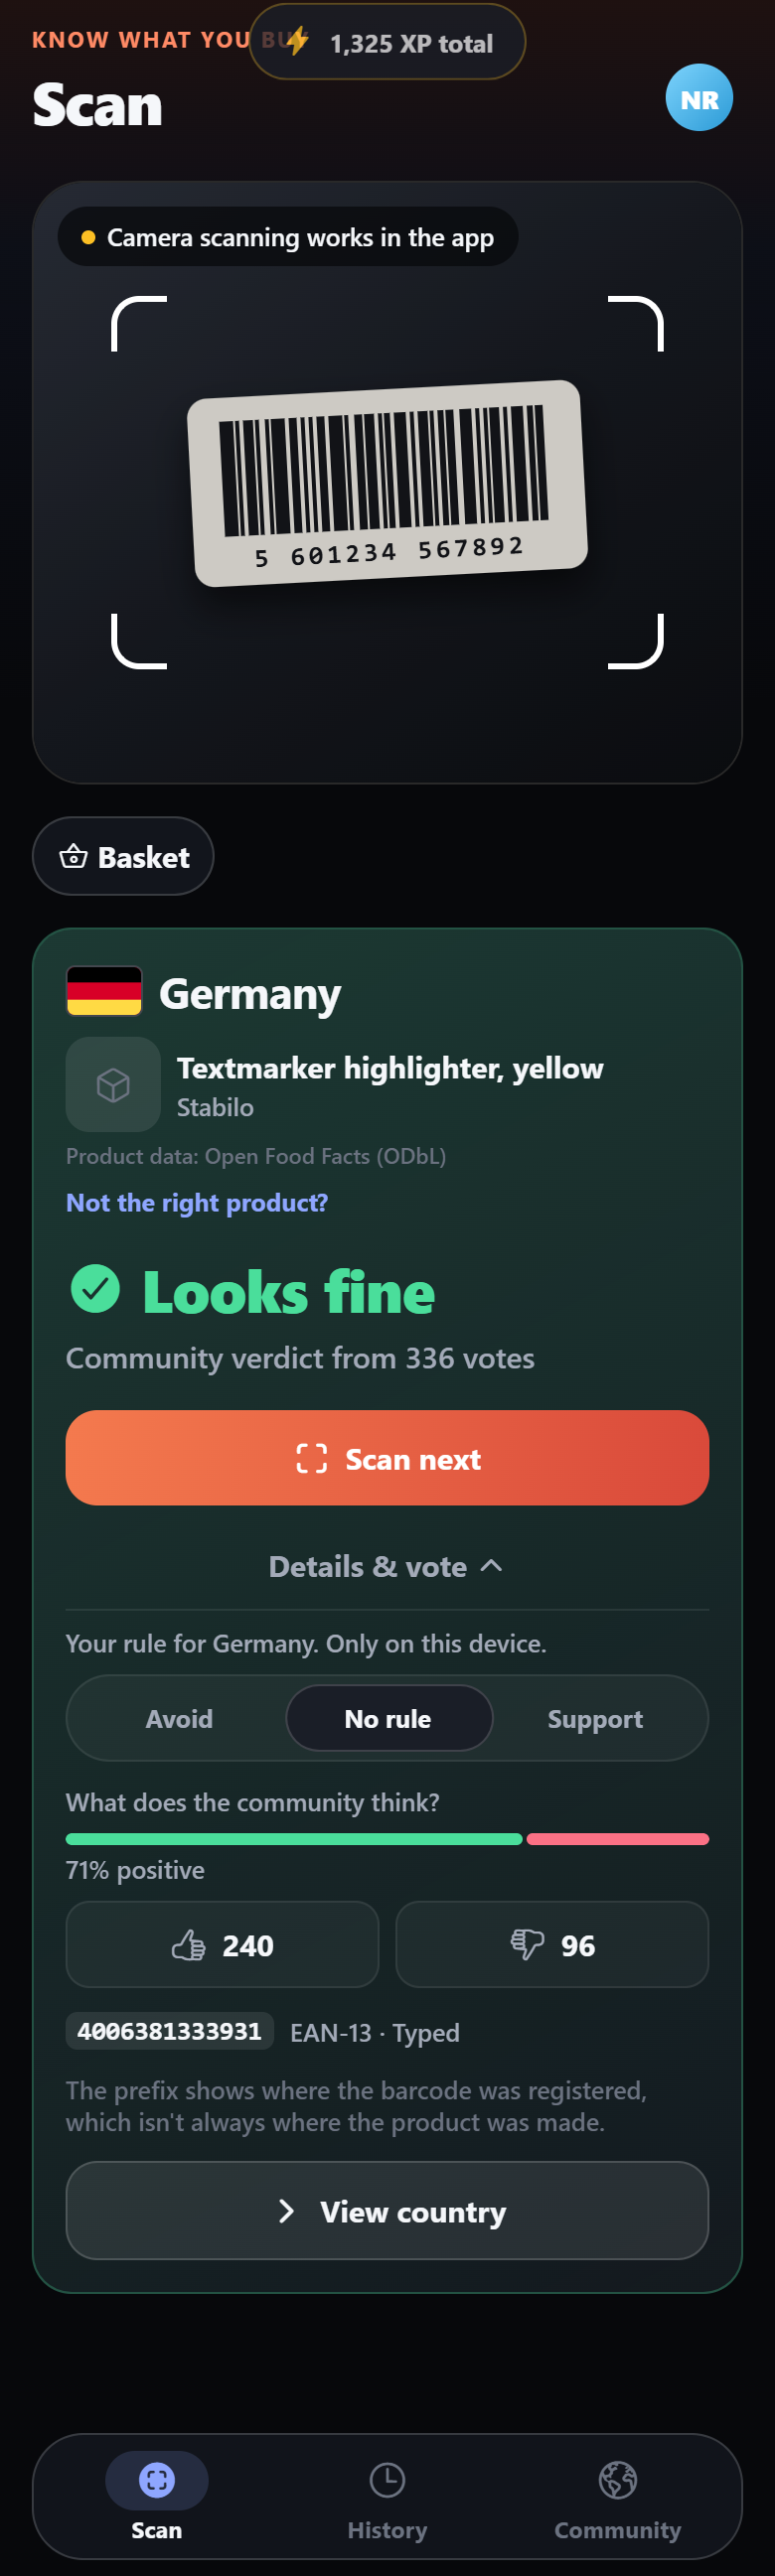 KNOW WHAT YOU BUY
1,325 XP total
Scan
NR
Camera scanning works in the app
5 601234 567892
Basket
Germany
Textmarker highlighter, yellow
Stabilo
Product data: Open Food Facts (ODbL)
Not the right product?
Looks fine
Community verdict from 336 votes
Scan next
Details & vote
Your rule for Germany. Only on this device.
Avoid No rule Support
What does the community think?
71% positive
240 96
4006381333931 EAN-13 · Typed
The prefix shows where the barcode was registered,
which isn't always where the product was made.
View country
Scan History Community